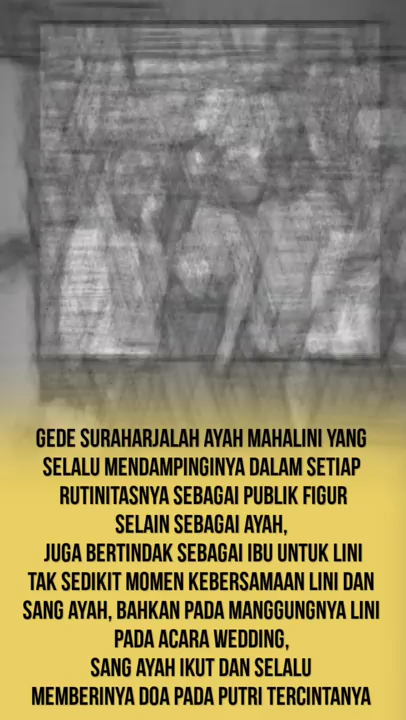 GEDE SURAHARJALAH AYAH MAHALINI YANG
SELALU MENDAMPINGINYA DALAM SETIAP
RUTINITASNYA SEBAGAI PUBLIK FIGUR
SELAIN SEBAGAI AYAH,
JUGA BERTINDAK SEBAGAI IBU UNTUK LINI
TAK SEDIKIT MOMEN KEBERSAMAAN LINI DAN
SANG AYAH, BAHKAN PADA MANGGUNGNYA LINI
PADA ACARA WEDDING,
SANG AYAH IKUT DAN SELALU
MEMBERINYA DOA PADA PUTRI TERCINTANYA